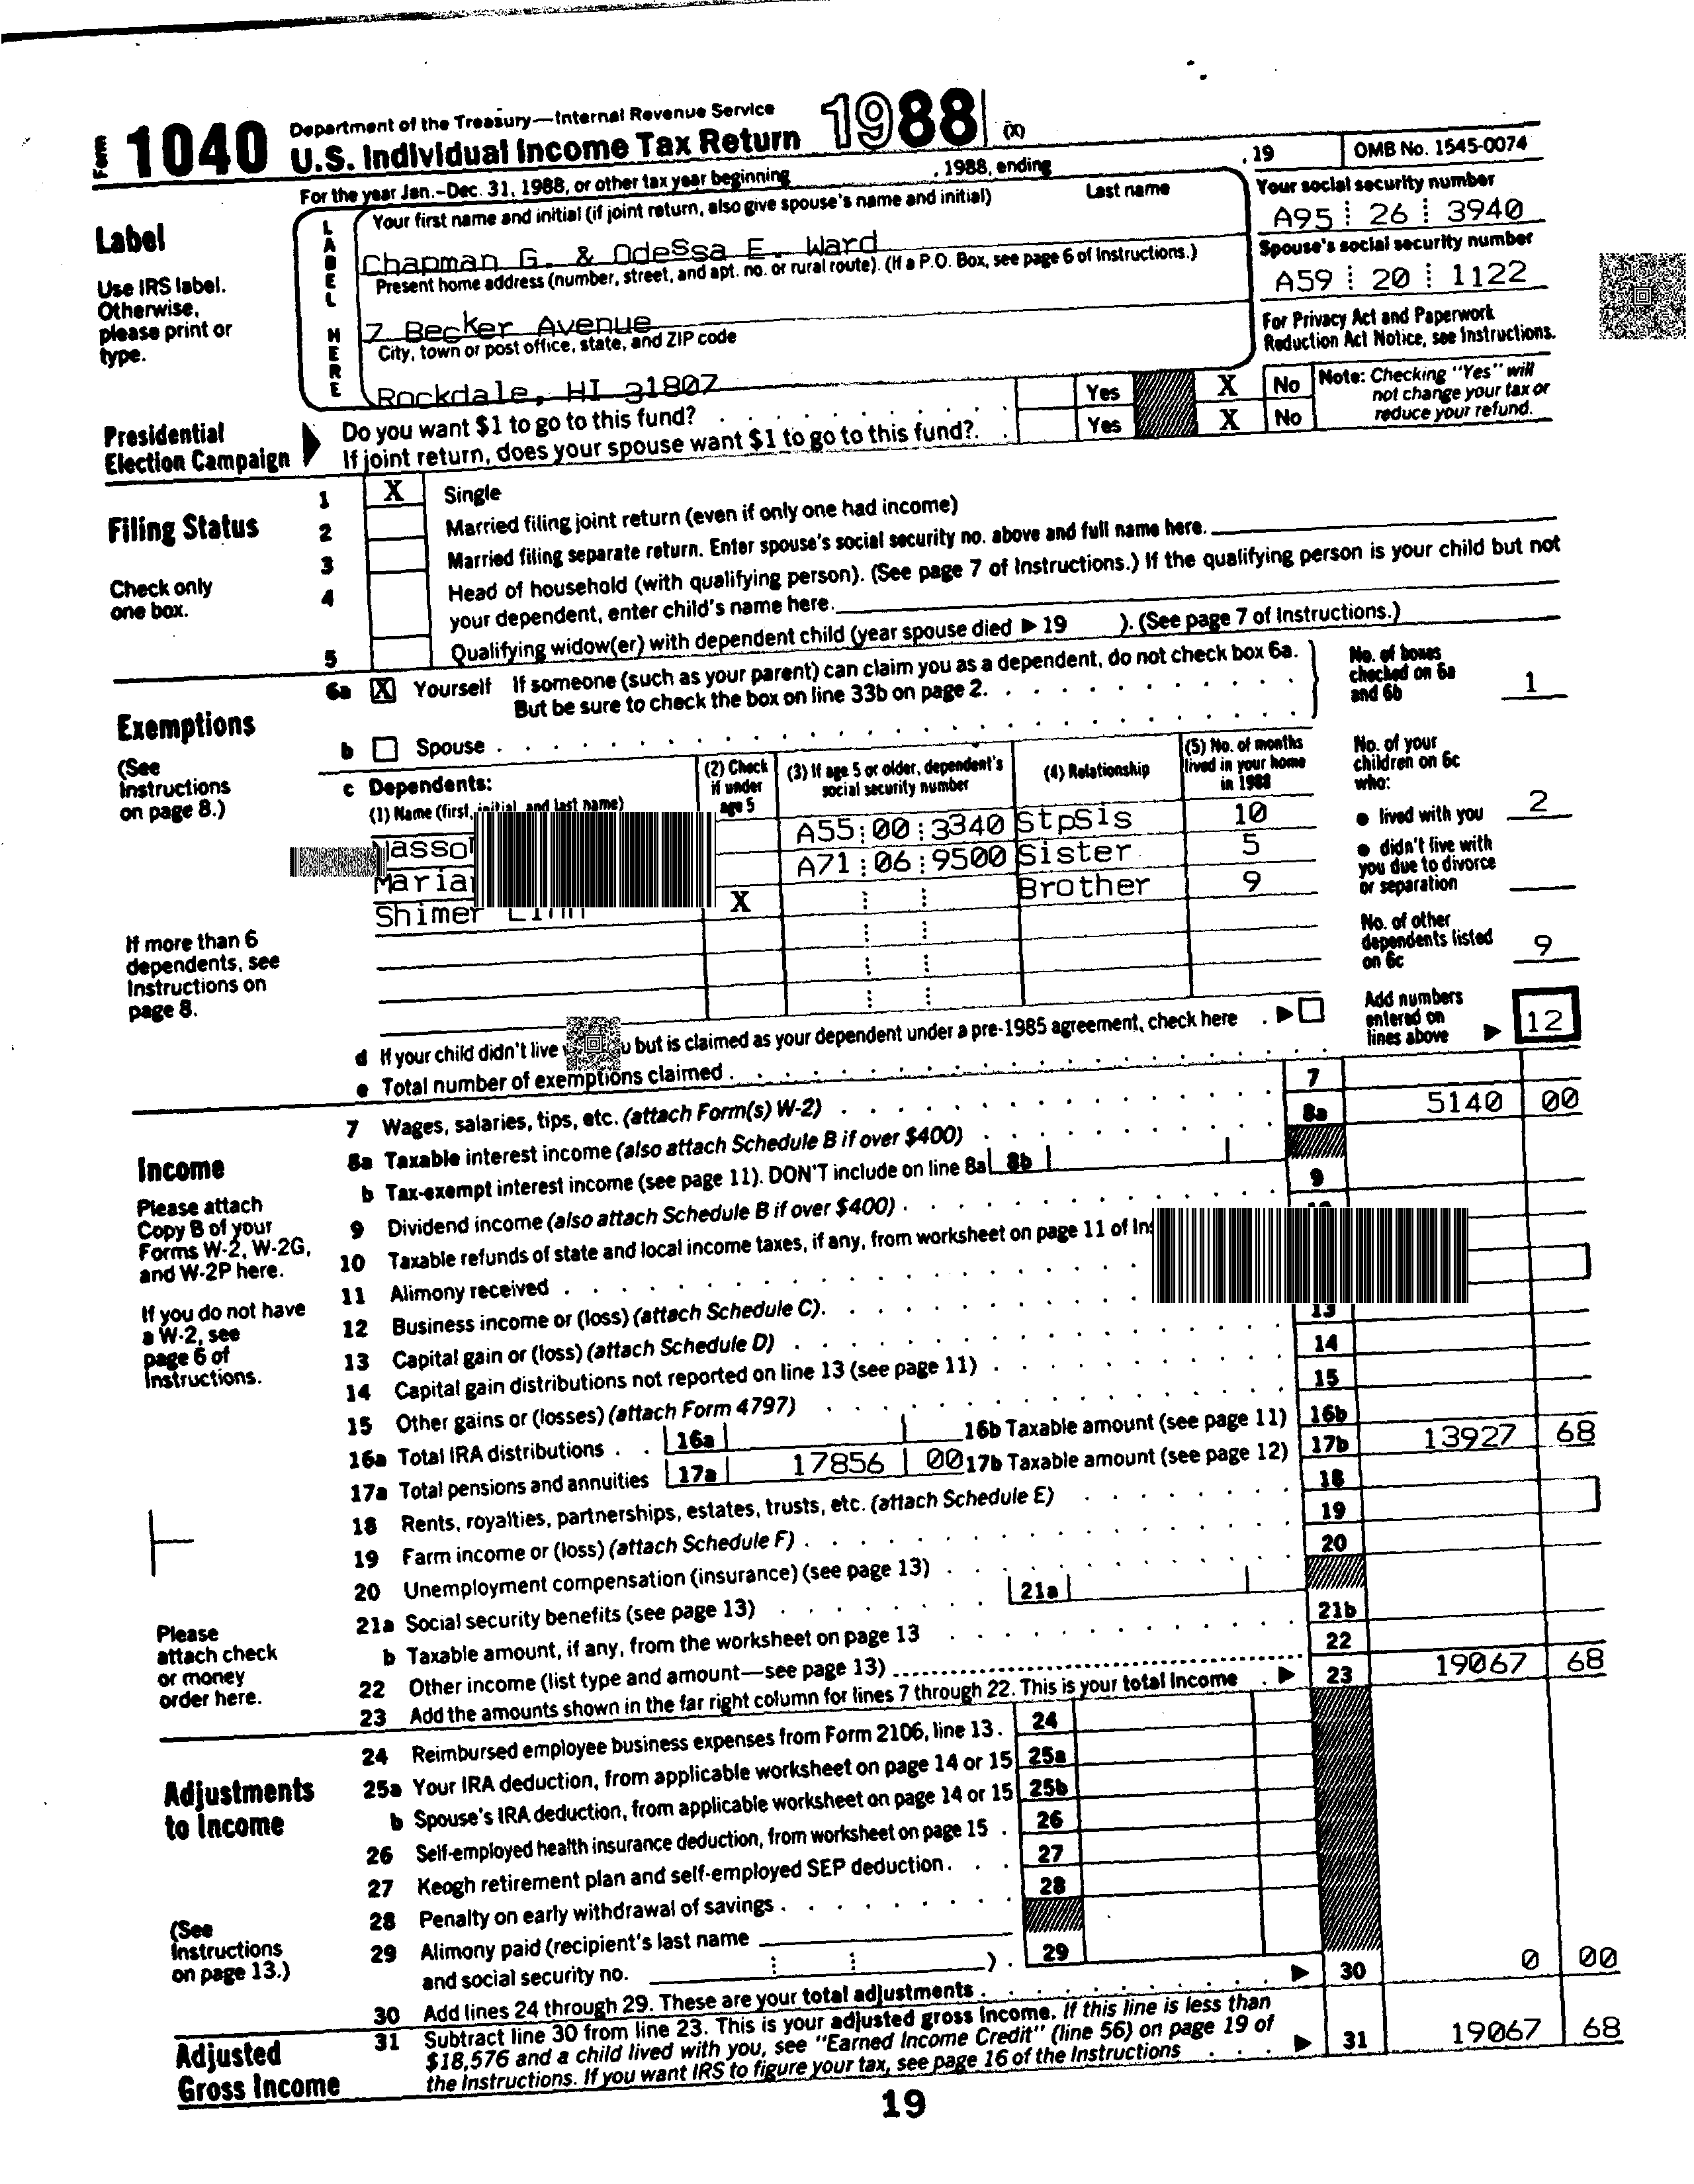 Form 1040 Department of the Treasury—Internal Revenue Service
U.S. Individual Income Tax Return 1988 (X)
For the year Jan.-Dec. 31, 1988, or other tax year beginning , 1988, ending , 19 OMB No. 1545-0074
Label
Use IRS label. Otherwise, please print or type.
LABEL HERE
Your first name and initial (if joint return, also give spouse's name and initial) Last name
Chapman G. & Odessa E. Ward
Present home address (number, street, and apt. no. or rural route). (If a P.O. Box, see page 6 of Instructions.)
7 Becker Avenue
City, town or post office, state, and ZIP code
Rockdale, HI 31807
Your social security number
A95 26 3940
Spouse's social security number
A59 20 1122
For Privacy Act and Paperwork Reduction Act Notice, see Instructions.
Presidential Election Campaign
Do you want $1 to go to this fund? Yes X No
If joint return, does your spouse want $1 to go to this fund? Yes X No
Note: Checking "Yes" will not change your tax or reduce your refund.
Filing Status
Check only one box.
1 X Single
2 Married filing joint return (even if only one had income)
3 Married filing separate return. Enter spouse's social security no. above and full name here.
4 Head of household (with qualifying person). (See page 7 of Instructions.) If the qualifying person is your child but not
your dependent, enter child's name here.
5 Qualifying widow(er) with dependent child (year spouse died ▶ 19 ). (See page 7 of Instructions.)
Exemptions
(See Instructions on page 8.)
If more than 6 dependents, see Instructions on page 8.
6a X Yourself If someone (such as your parent) can claim you as a dependent, do not check box 6a.
But be sure to check the box on line 33b on page 2.
b Spouse
No. of boxes checked on 6a and 6b 1
c Dependents:
(1) Name (first, initial, and last name)
(2) Check if under age 5
(3) If age 5 or older, dependent's social security number
(4) Relationship
(5) No. of months lived in your home in 1988
A55 00 3340 StpSis 10
A71 06 9500 Sister 5
Shimer Linn X Brother 9
No. of your children on 6c who:
● lived with you 2
● didn't live with you due to divorce or separation
No. of other dependents listed on 6c 9
Add numbers entered on lines above ▶ 12
d If your child didn't live u but is claimed as your dependent under a pre-1985 agreement, check here ▶
e Total number of exemptions claimed
Income
Please attach Copy B of your Forms W-2, W-2G, and W-2P here.
If you do not have a W-2, see page 6 of Instructions.
Please attach check or money order here.
7 Wages, salaries, tips, etc. (attach Form(s) W-2) 7
8a Taxable interest income (also attach Schedule B if over $400) 8a 5140 00
b Tax-exempt interest income (see page 11). DON'T include on line 8a 8b
9 Dividend income (also attach Schedule B if over $400) 9
10 Taxable refunds of state and local income taxes, if any, from worksheet on page 11 of
11 Alimony received
12 Business income or (loss) (attach Schedule C).
13 Capital gain or (loss) (attach Schedule D) 13
14 Capital gain distributions not reported on line 13 (see page 11) 14
15 Other gains or (losses) (attach Form 4797) 15
16a Total IRA distributions 16a 16b Taxable amount (see page 11) 16b
17a Total pensions and annuities 17a 17856 00 17b Taxable amount (see page 12) 17b 13927 68
18 Rents, royalties, partnerships, estates, trusts, etc. (attach Schedule E) 18
19 Farm income or (loss) (attach Schedule F) 19
20 Unemployment compensation (insurance) (see page 13) 20
21a Social security benefits (see page 13) 21a
b Taxable amount, if any, from the worksheet on page 13 21b
22 Other income (list type and amount—see page 13) 22
23 Add the amounts shown in the far right column for lines 7 through 22. This is your total income ▶ 23 19067 68
Adjustments to Income
(See Instructions on page 13.)
24 Reimbursed employee business expenses from Form 2106, line 13. 24
25a Your IRA deduction, from applicable worksheet on page 14 or 15 25a
b Spouse's IRA deduction, from applicable worksheet on page 14 or 15 25b
26 Self-employed health insurance deduction, from worksheet on page 15 26
27 Keogh retirement plan and self-employed SEP deduction 27
28 Penalty on early withdrawal of savings 28
29 Alimony paid (recipient's last name
and social security no. ) 29
30 Add lines 24 through 29. These are your total adjustments ▶ 30 0 00
Adjusted Gross Income
31 Subtract line 30 from line 23. This is your adjusted gross income. If this line is less than
$18,576 and a child lived with you, see "Earned Income Credit" (line 56) on page 19 of
the Instructions. If you want IRS to figure your tax, see page 16 of the Instructions ▶ 31 19067 68
19